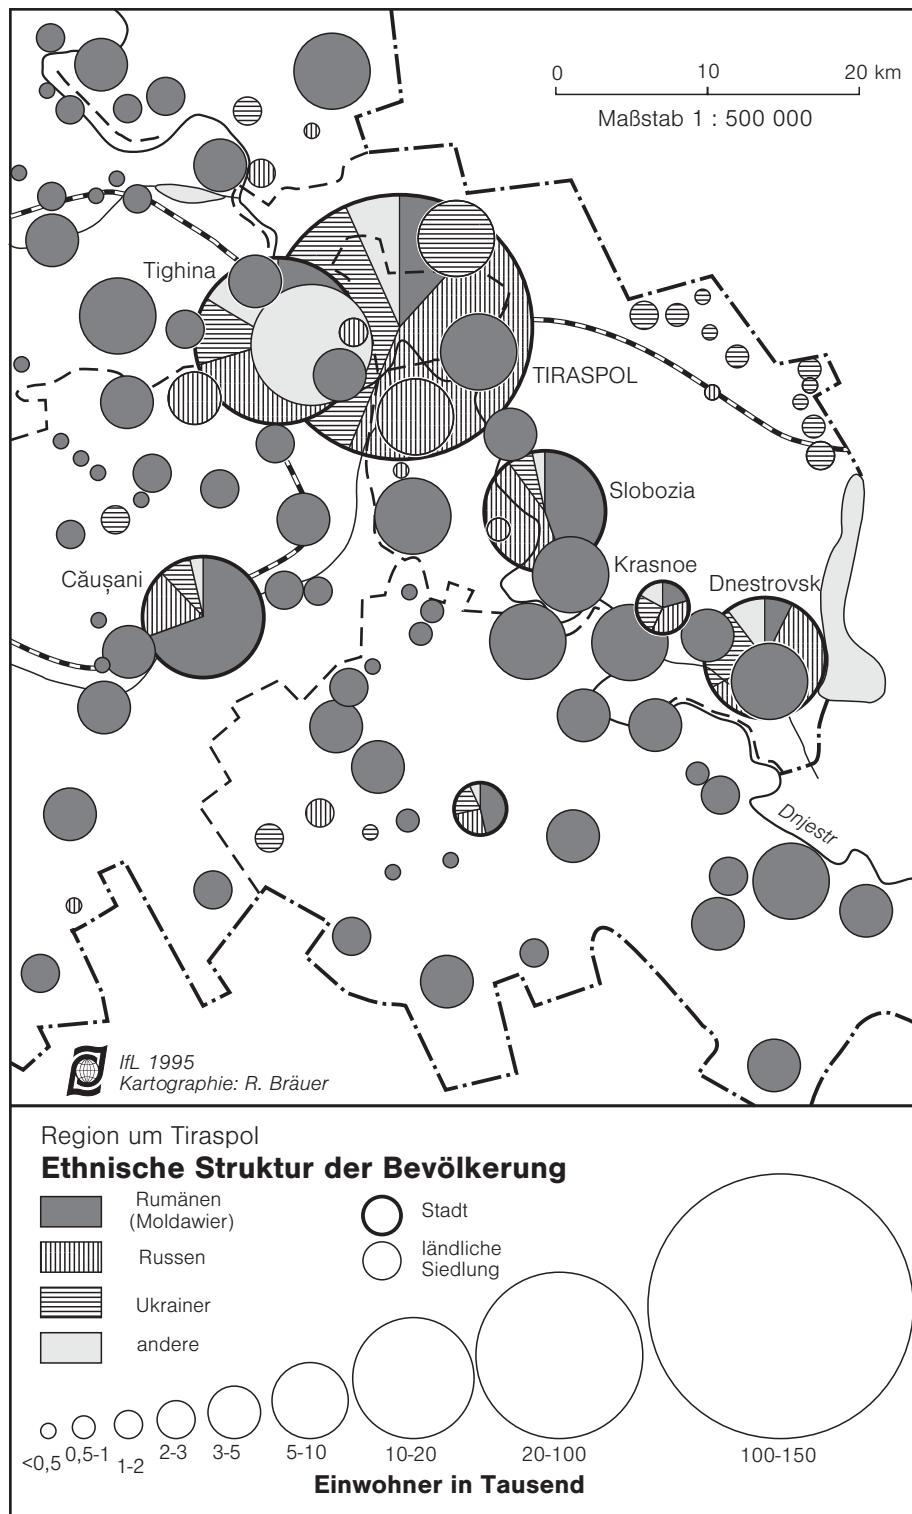 0 10 20 km
Maßstab 1 : 500 000
Tighina
TIRASPOL
Slobozia
Krasnoe
Căușani
Dnestrovsk
Dnjestr
IfL 1995
Kartographie: R. Bräuer
Region um Tiraspol
Ethnische Struktur der Bevölkerung
Rumänen
(Moldawier)
Russen
Ukrainer
andere
Stadt
ländliche
Siedlung
<0,5 0,5-1 1-2 2-3 3-5 5-10 10-20 20-100 100-150
Einwohner in Tausend